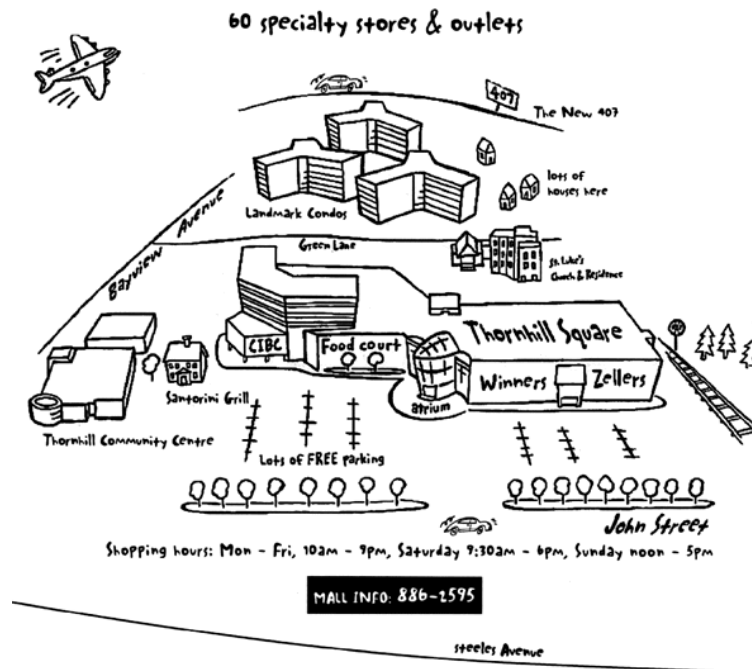 60 specialty stores & outlets
407
The New 407
lots of
houses here
Landmark Condos
Bayview Avenue
Green Lane
St. Luke's
Church & Residence
CIBC
Food court
Thornhill Square
Winners
Zellers
atrium
Santorini Grill
Thornhill Community Centre
Lots of FREE parking
John Street
Shopping hours: Mon - Fri, 10am - 9pm, Saturday 9:30am - 6pm, Sunday noon - 5pm
MALL INFO: 886-2595
steeles Avenue